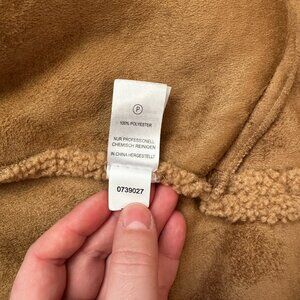 P
100% POLYESTER
NUR PROFESSIONELL
CHEMISCH REINIGEN
IN CHINA HERGESTELLT
0739027